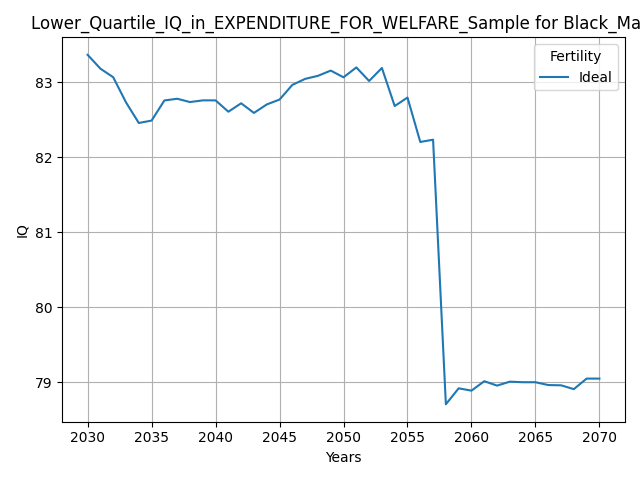 Lower_Quartile_IQ_in_EXPENDITURE_FOR_WELFARE_Sample for Black_Ma
Fertility
Ideal
83
82
81
80
79
IQ
2030 2035 2040 2045 2050 2055 2060 2065 2070
Years